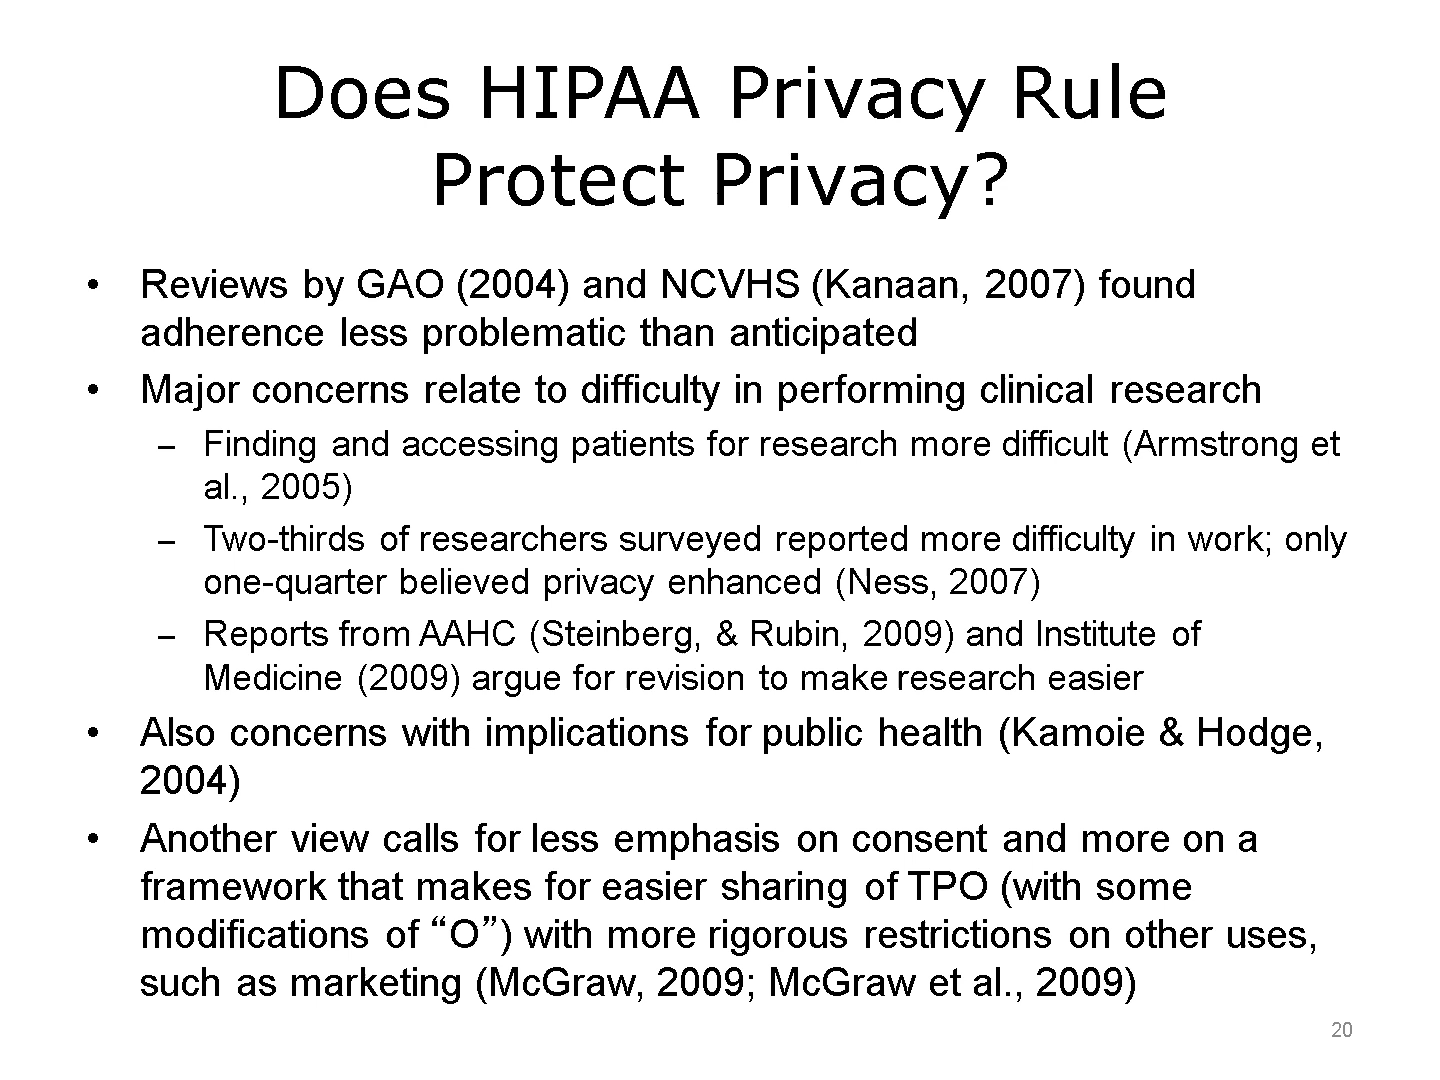 Does HIPAA Privacy Rule
Protect Privacy?
• Reviews by GAO (2004) and NCVHS (Kanaan, 2007) found
adherence less problematic than anticipated
• Major concerns relate to difficulty in performing clinical research
– Finding and accessing patients for research more difficult (Armstrong et
al., 2005)
– Two-thirds of researchers surveyed reported more difficulty in work; only
one-quarter believed privacy enhanced (Ness, 2007)
– Reports from AAHC (Steinberg, & Rubin, 2009) and Institute of
Medicine (2009) argue for revision to make research easier
• Also concerns with implications for public health (Kamoie & Hodge,
2004)
• Another view calls for less emphasis on consent and more on a
framework that makes for easier sharing of TPO (with some
modifications of “O”) with more rigorous restrictions on other uses,
such as marketing (McGraw, 2009; McGraw et al., 2009)
20